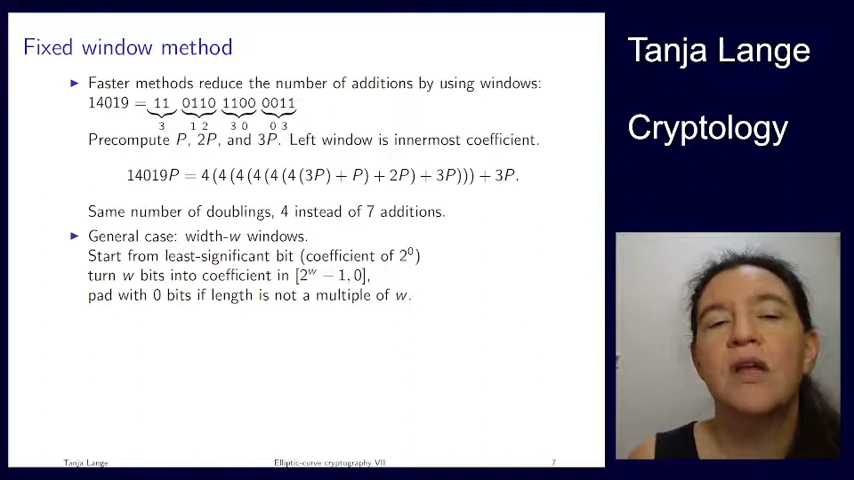 Fixed window method
Faster methods reduce the number of additions by using windows:
14019 = 11 0110 1100 0011
3 1 2 3 0 0 3
Precompute P, 2P, and 3P. Left window is innermost coefficient.
14019P = 4(4(4(4(4(4(3P) + P) + 2P) + 3P))) + 3P.
Same number of doublings, 4 instead of 7 additions.
General case: width-w windows.
Start from least-significant bit (coefficient of 2⁰)
turn w bits into coefficient in [2ʷ − 1, 0],
pad with 0 bits if length is not a multiple of w.
Tanja Lange
Elliptic-curve cryptography VII
7
Tanja Lange
Cryptology